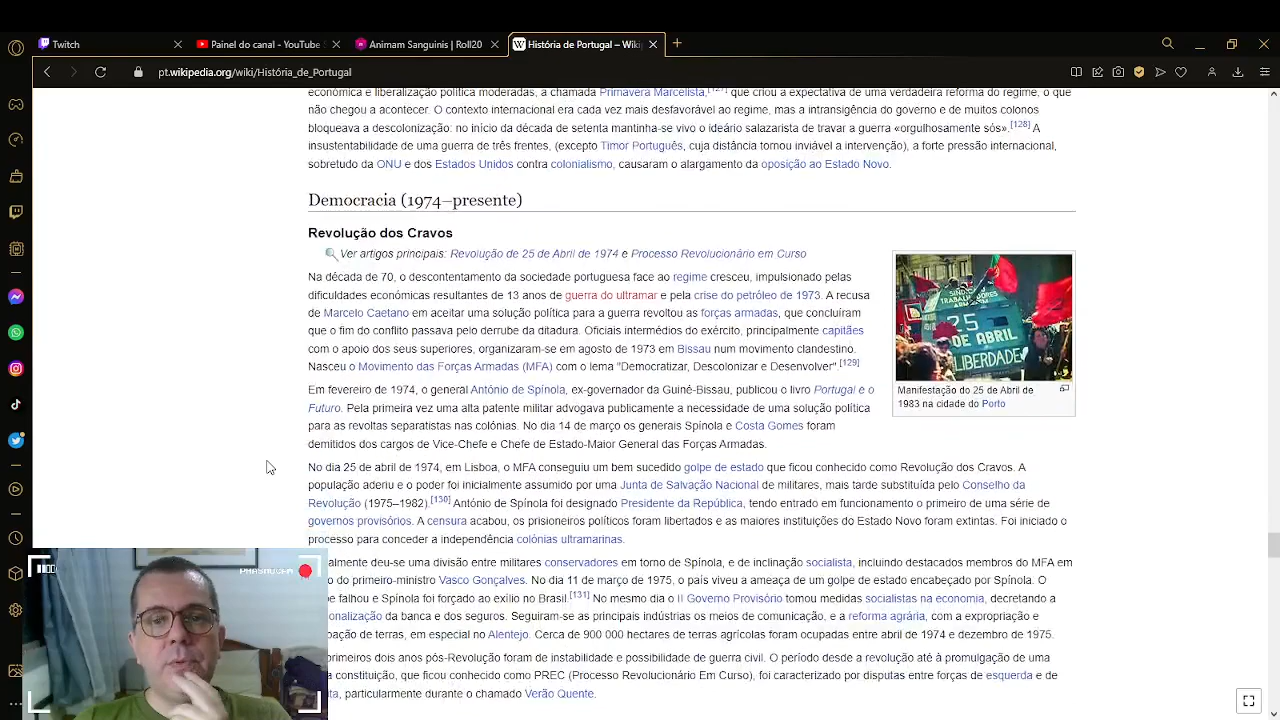 Twitch
Painel do canal - YouTube S
Animam Sanguinis | Roll20
História de Portugal – Wiki
pt.wikipedia.org/wiki/História_de_Portugal
económica e liberalização política moderadas, a chamada Primavera Marcelista,[127] que criou a expectativa de uma verdadeira reforma do regime, o que
não chegou a acontecer. O contexto internacional era cada vez mais desfavorável ao regime, mas a intransigência do governo e de muitos colonos
bloqueava a descolonização: no início da década de setenta mantinha-se vivo o ideário salazarista de travar a guerra «orgulhosamente sós».[128] A
insustentabilidade de uma guerra de três frentes, (excepto Timor Português, cuja distância tornou inviável a intervenção), a forte pressão internacional,
sobretudo da ONU e dos Estados Unidos contra colonialismo, causaram o alargamento da oposição ao Estado Novo.
Democracia (1974–presente)
Revolução dos Cravos
Ver artigos principais: Revolução de 25 de Abril de 1974 e Processo Revolucionário em Curso
Na década de 70, o descontentamento da sociedade portuguesa face ao regime cresceu, impulsionado pelas
dificuldades económicas resultantes de 13 anos de guerra do ultramar e pela crise do petróleo de 1973. A recusa
de Marcelo Caetano em aceitar uma solução política para a guerra revoltou as forças armadas, que concluíram
que o fim do conflito passava pelo derrube da ditadura. Oficiais intermédios do exército, principalmente capitães
com o apoio dos seus superiores, organizaram-se em agosto de 1973 em Bissau num movimento clandestino.
Nasceu o Movimento das Forças Armadas (MFA) com o lema "Democratizar, Descolonizar e Desenvolver".[129]
Em fevereiro de 1974, o general António de Spínola, ex-governador da Guiné-Bissau, publicou o livro Portugal e o
Futuro. Pela primeira vez uma alta patente militar advogava publicamente a necessidade de uma solução política
para as revoltas separatistas nas colónias. No dia 14 de março os generais Spínola e Costa Gomes foram
demitidos dos cargos de Vice-Chefe e Chefe de Estado-Maior General das Forças Armadas.
SINDIC
TRABALHADORES
25
DE ABRIL
LIBERDADE
Manifestação do 25 de Abril de
1983 na cidade do Porto
No dia 25 de abril de 1974, em Lisboa, o MFA conseguiu um bem sucedido golpe de estado que ficou conhecido como Revolução dos Cravos. A
população aderiu e o poder foi inicialmente assumido por uma Junta de Salvação Nacional de militares, mais tarde substituída pelo Conselho da
Revolução (1975–1982).[130] António de Spínola foi designado Presidente da República, tendo entrado em funcionamento o primeiro de uma série de
governos provisórios. A censura acabou, os prisioneiros políticos foram libertados e as maiores instituições do Estado Novo foram extintas. Foi iniciado o
processo para conceder a independência colónias ultramarinas.
almente deu-se uma divisão entre militares conservadores em torno de Spínola, e de inclinação socialista, incluindo destacados membros do MFA em
o do primeiro-ministro Vasco Gonçalves. No dia 11 de março de 1975, o país viveu a ameaça de um golpe de estado encabeçado por Spínola. O
pe falhou e Spínola foi forçado ao exílio no Brasil.[131] No mesmo dia o II Governo Provisório tomou medidas socialistas na economia, decretando a
onalização da banca e dos seguros. Seguiram-se as principais indústrias os meios de comunicação, e a reforma agrária, com a expropriação e
pação de terras, em especial no Alentejo. Cerca de 900 000 hectares de terras agrícolas foram ocupadas entre abril de 1974 e dezembro de 1975.
primeiros dois anos pós-Revolução foram de instabilidade e possibilidade de guerra civil. O período desde a revolução até à promulgação de uma
a constituição, que ficou conhecido como PREC (Processo Revolucionário Em Curso), foi caracterizado por disputas entre forças de esquerda e de
ta, particularmente durante o chamado Verão Quente.